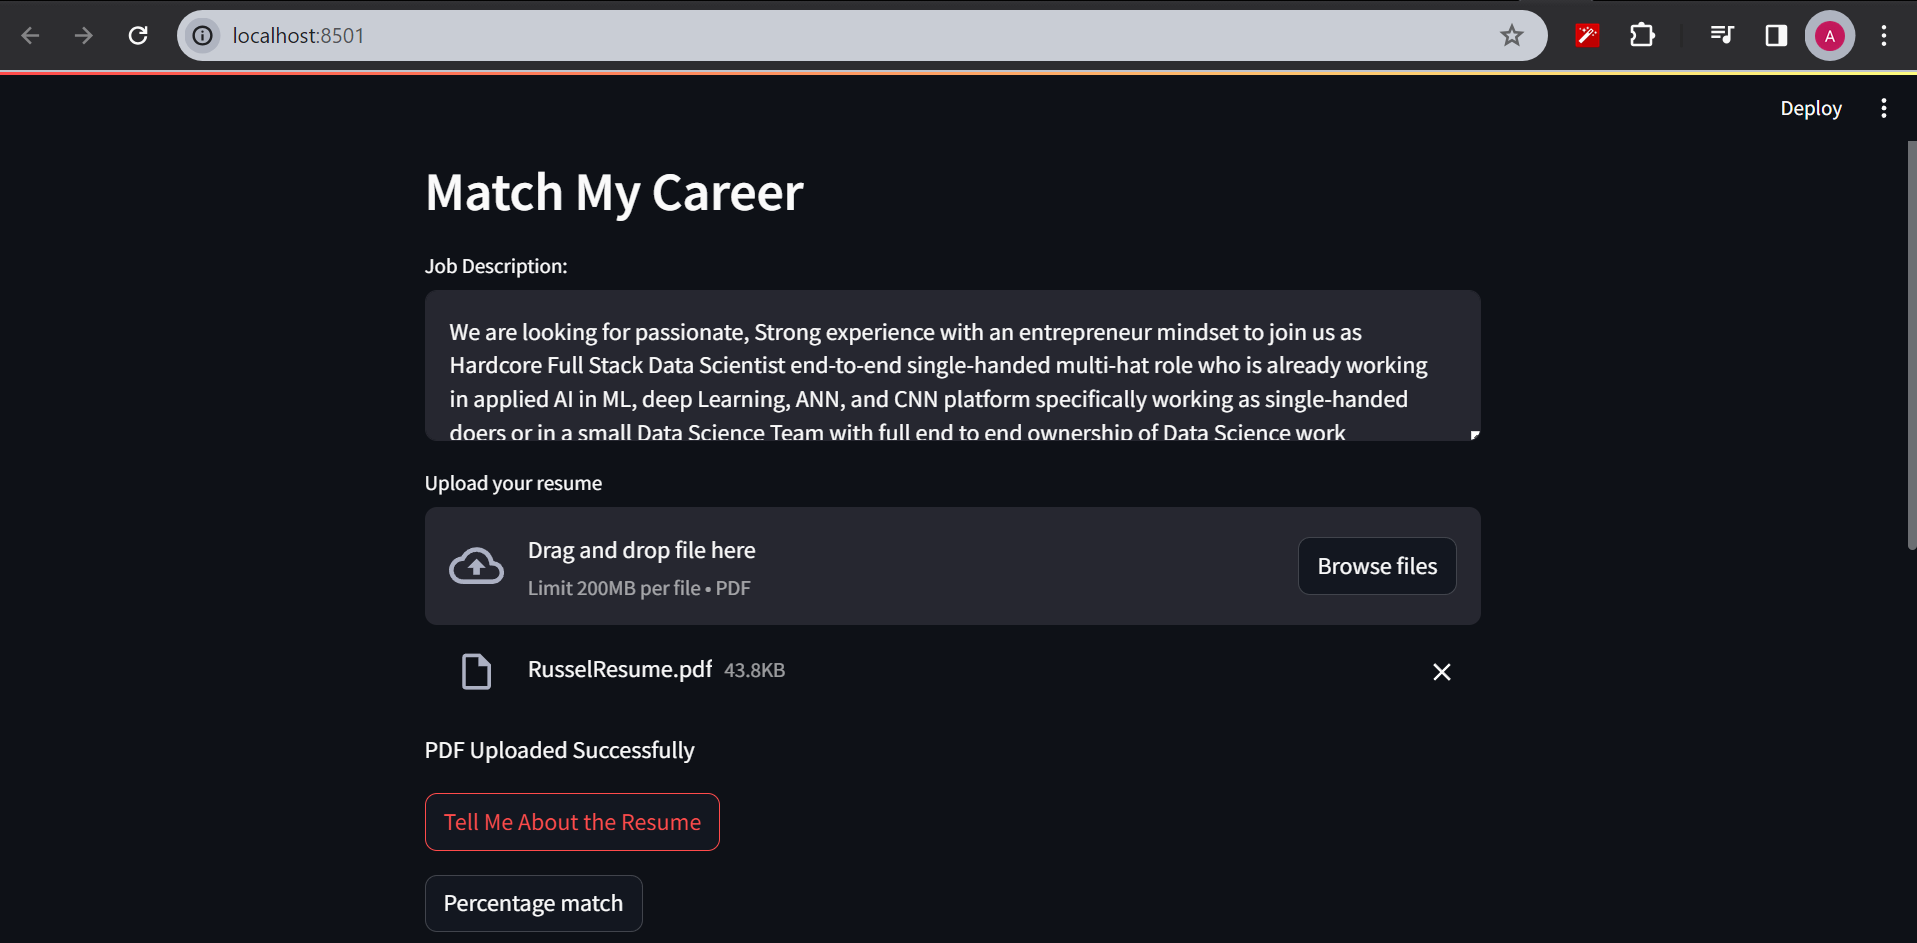 localhost:8501
A
Deploy
Match My Career
Job Description:
We are looking for passionate, Strong experience with an entrepreneur mindset to join us as
Hardcore Full Stack Data Scientist end-to-end single-handed multi-hat role who is already working
in applied AI in ML, deep Learning, ANN, and CNN platform specifically working as single-handed
doers or in a small Data Science Team with full end to end ownership of Data Science work
Upload your resume
Drag and drop file here
Limit 200MB per file • PDF
Browse files
RusselResume.pdf 43.8KB
PDF Uploaded Successfully
Tell Me About the Resume
Percentage match